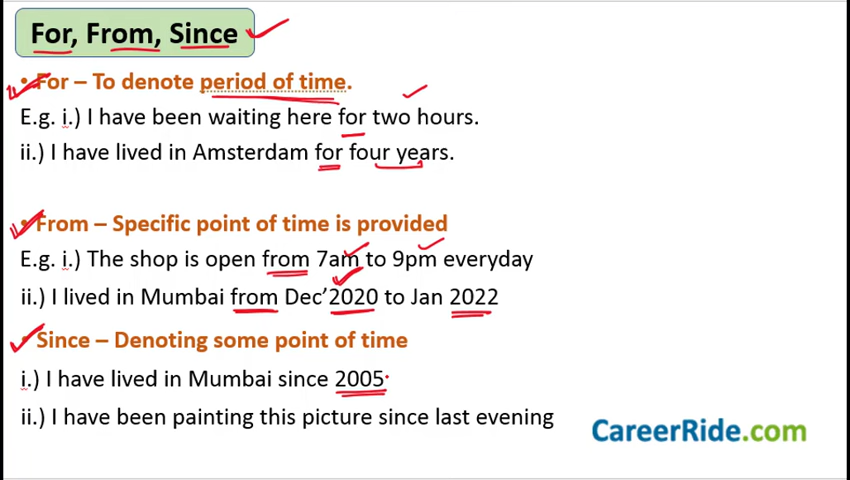 For, From, Since
• For – To denote period of time.
E.g. i.) I have been waiting here for two hours.
ii.) I have lived in Amsterdam for four years.
• From – Specific point of time is provided
E.g. i.) The shop is open from 7am to 9pm everyday
ii.) I lived in Mumbai from Dec’2020 to Jan 2022
• Since – Denoting some point of time
i.) I have lived in Mumbai since 2005
ii.) I have been painting this picture since last evening
CareerRide.com